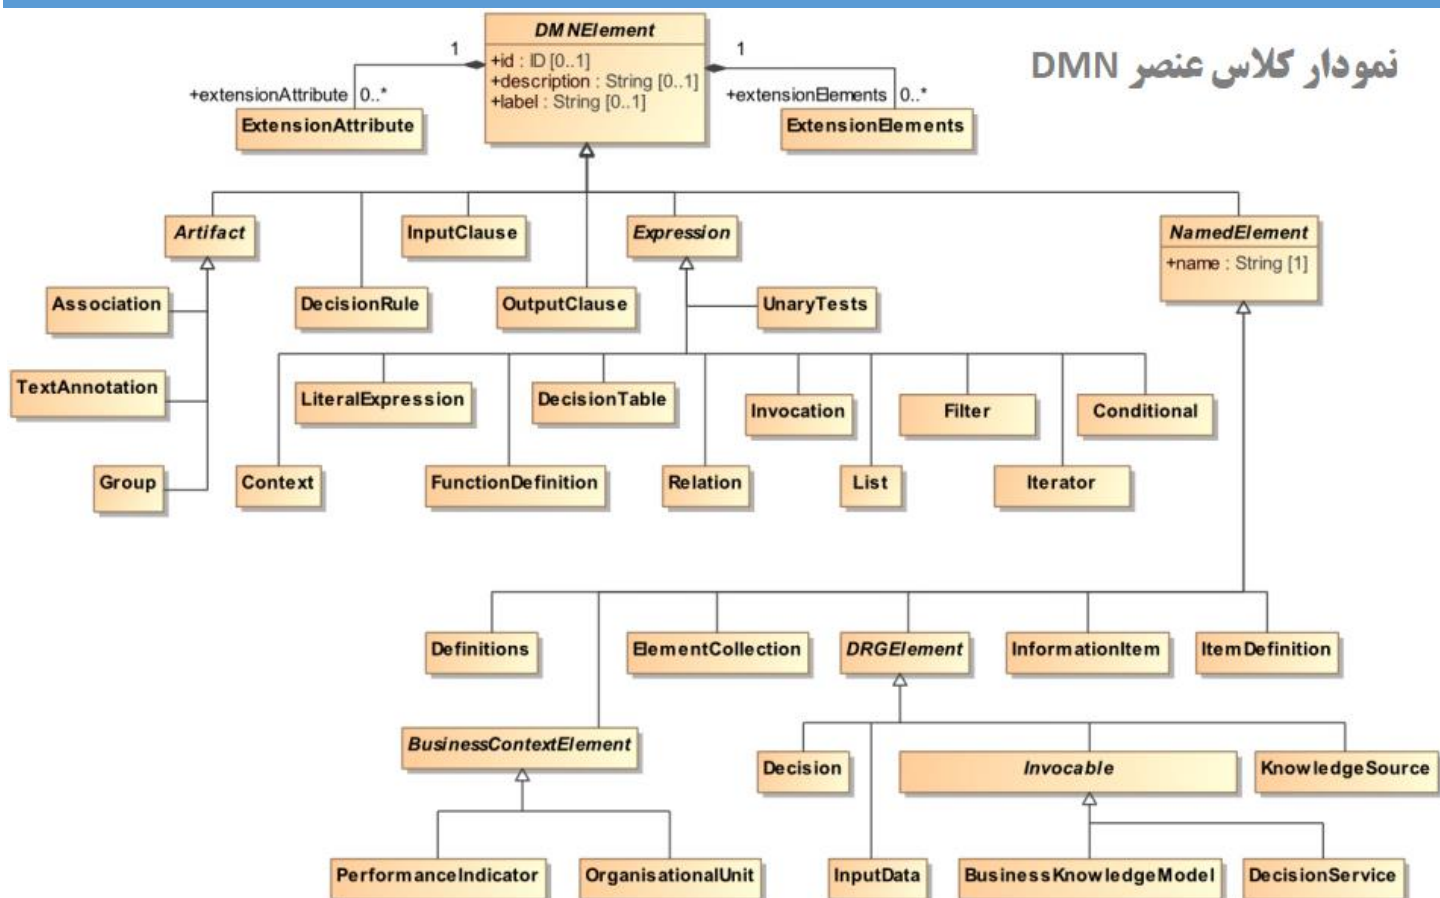 نمودار کلاس عنصر DMN
DMNElement
+id : ID [0..1]
+description : String [0..1]
+label : String [0..1]
1
1
+extensionAttribute 0..*
+extensionElements 0..*
ExtensionAttribute
ExtensionElements
Artifact
InputClause
Expression
NamedElement
+name : String [1]
Association
DecisionRule
OutputClause
UnaryTests
TextAnnotation
LiteralExpression
DecisionTable
Invocation
Filter
Conditional
Group
Context
FunctionDefinition
Relation
List
Iterator
Definitions
ElementCollection
DRGElement
InformationItem
ItemDefinition
BusinessContextElement
Decision
Invocable
KnowledgeSource
PerformanceIndicator
OrganisationalUnit
InputData
BusinessKnowledgeModel
DecisionService